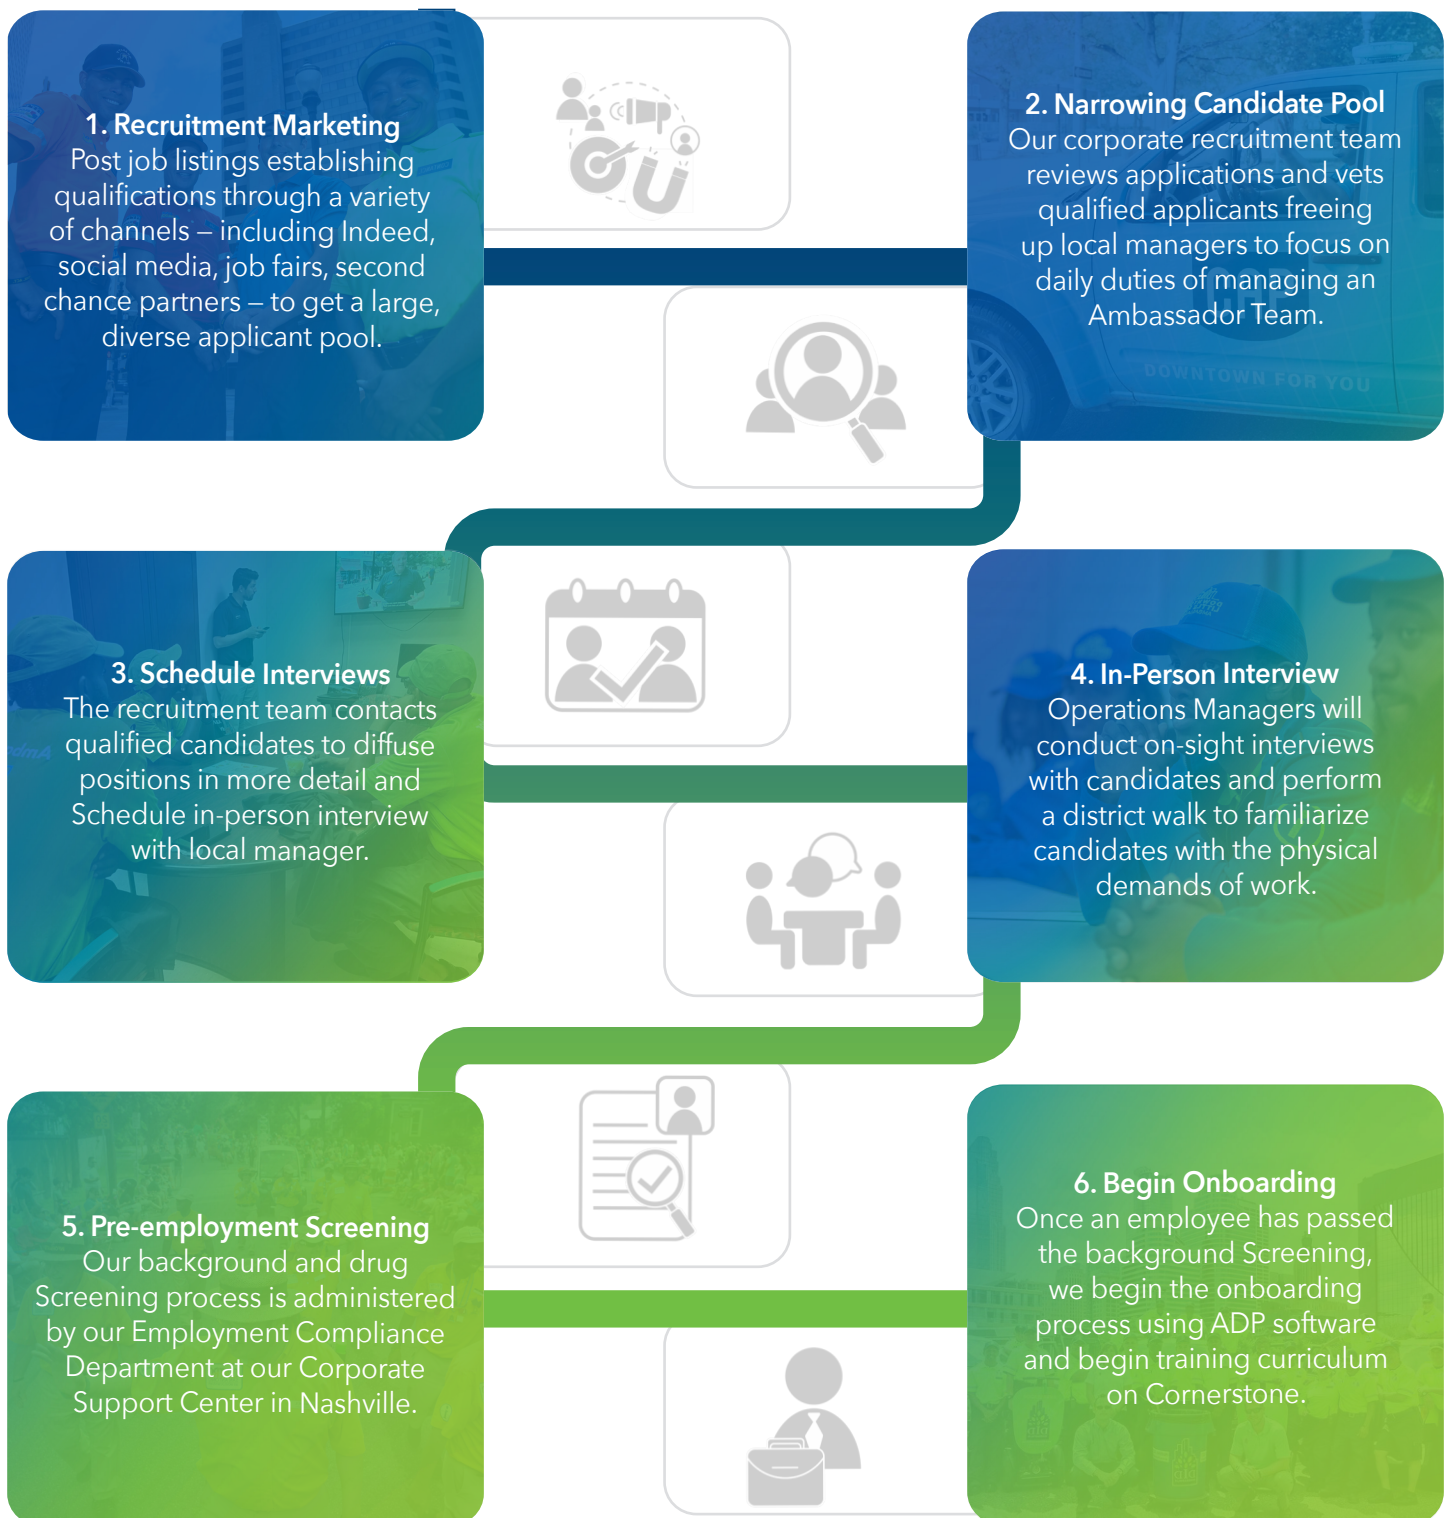 1. Recruitment Marketing
Post job listings establishing
qualifications through a variety
of channels – including Indeed,
social media, job fairs, second
chance partners – to get a large,
diverse applicant pool.
2. Narrowing Candidate Pool
Our corporate recruitment team
reviews applications and vets
qualified applicants freeing
up local managers to focus on
daily duties of managing an
Ambassador Team.
DOWNTOWN FOR YOU
3. Schedule Interviews
The recruitment team contacts
qualified candidates to diffuse
positions in more detail and
Schedule in-person interview
with local manager.
4. In-Person Interview
Operations Managers will
conduct on-sight interviews
with candidates and perform
a district walk to familiarize
candidates with the physical
demands of work.
5. Pre-employment Screening
Our background and drug
Screening process is administered
by our Employment Compliance
Department at our Corporate
Support Center in Nashville.
6. Begin Onboarding
Once an employee has passed
the background Screening,
we begin the onboarding
process using ADP software
and begin training curriculum
on Cornerstone.